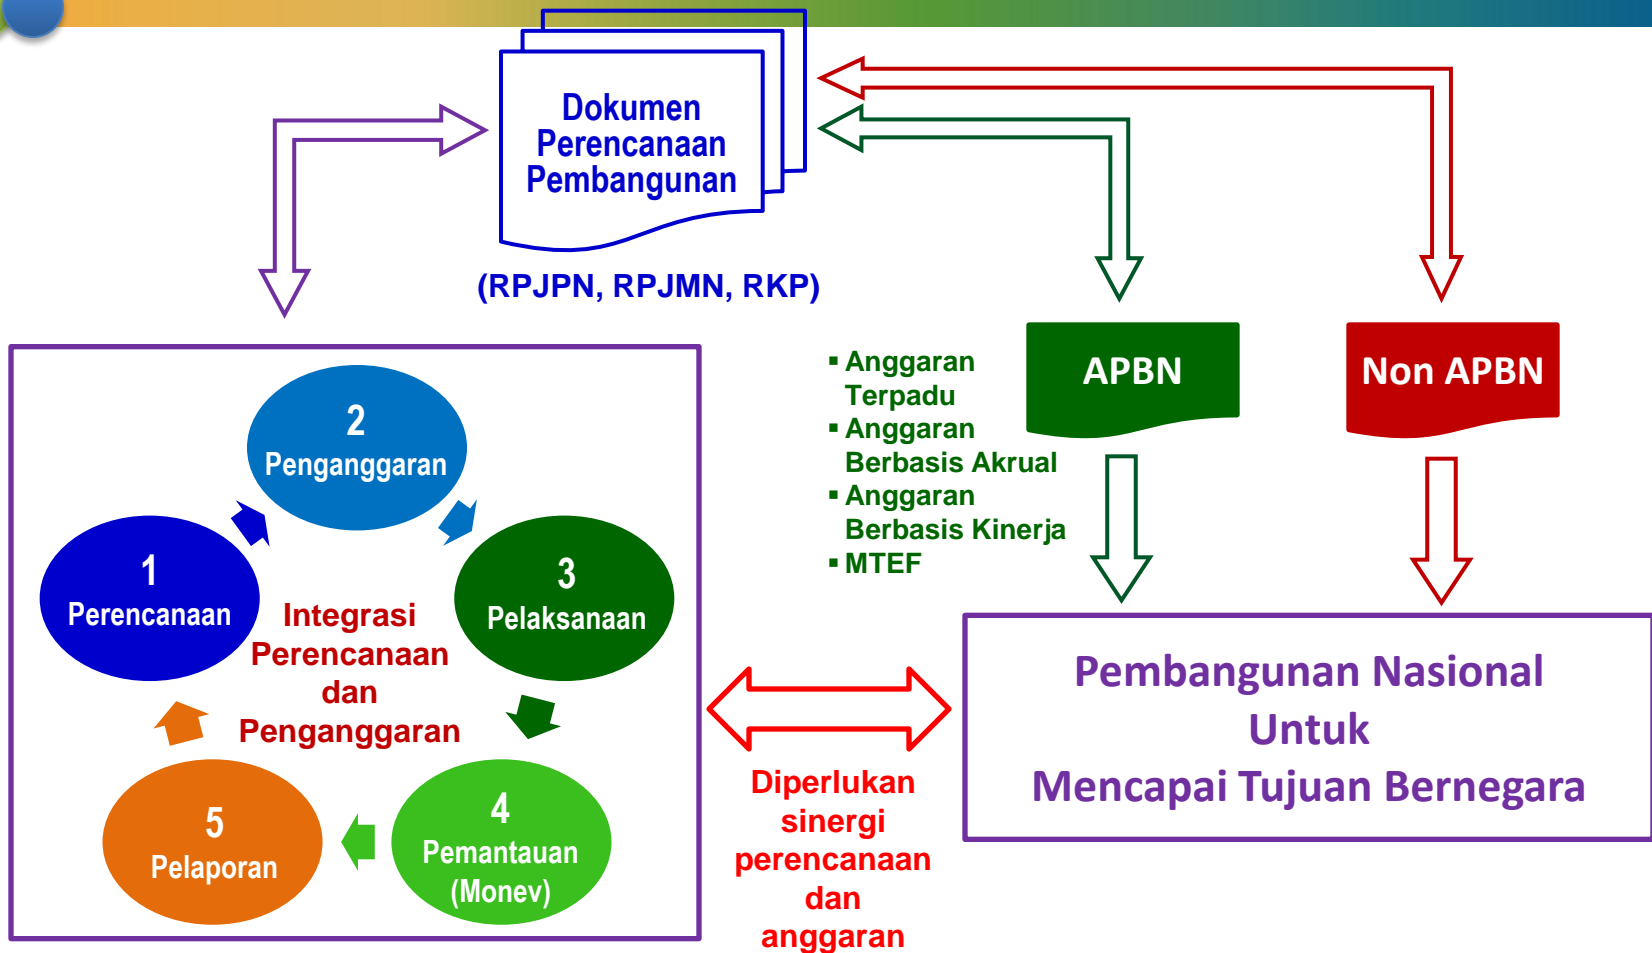 Dokumen
Perencanaan
Pembangunan
(RPJPN, RPJMN, RKP)
▪ Anggaran
Terpadu
▪ Anggaran
Berbasis Akrual
▪ Anggaran
Berbasis Kinerja
▪ MTEF
APBN
Non APBN
2
Penganggaran
1
Perencanaan
3
Pelaksanaan
Integrasi
Perencanaan
dan
Penganggaran
5
Pelaporan
4
Pemantauan
(Monev)
Diperlukan
sinergi
perencanaan
dan
anggaran
Pembangunan Nasional
Untuk
Mencapai Tujuan Bernegara